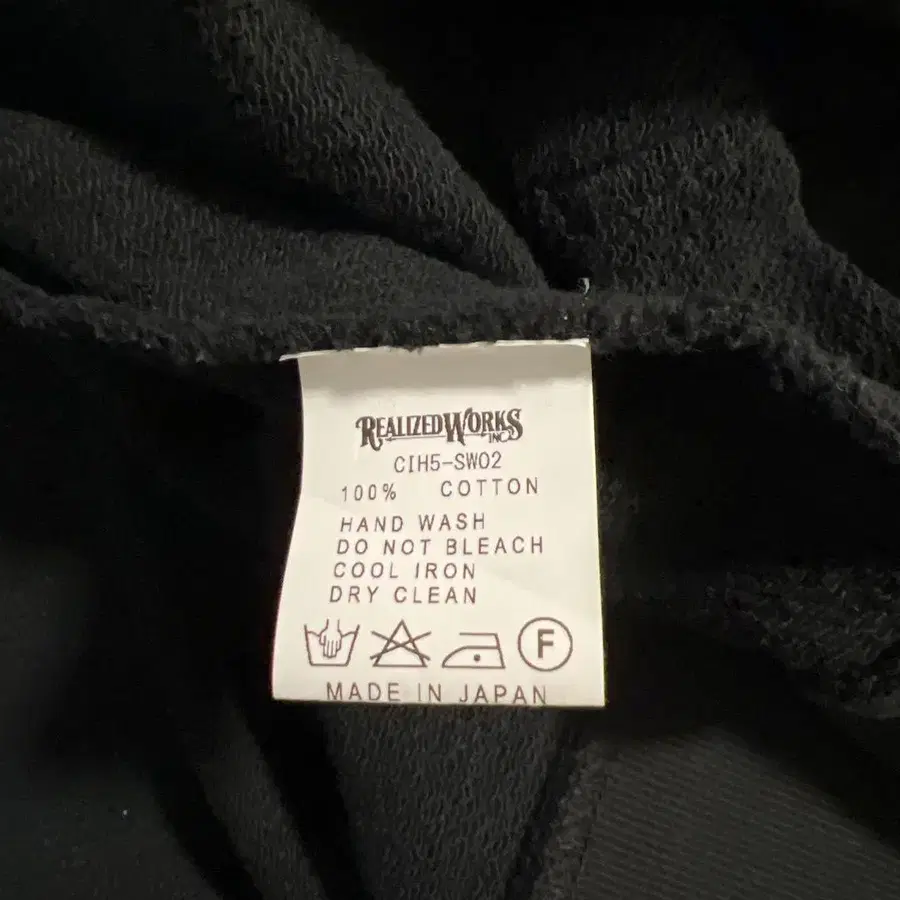 REALIZED WORKS
INC
CIH5-SW02
100% COTTON
HAND WASH
DO NOT BLEACH
COOL IRON
DRY CLEAN
F
MADE IN JAPAN